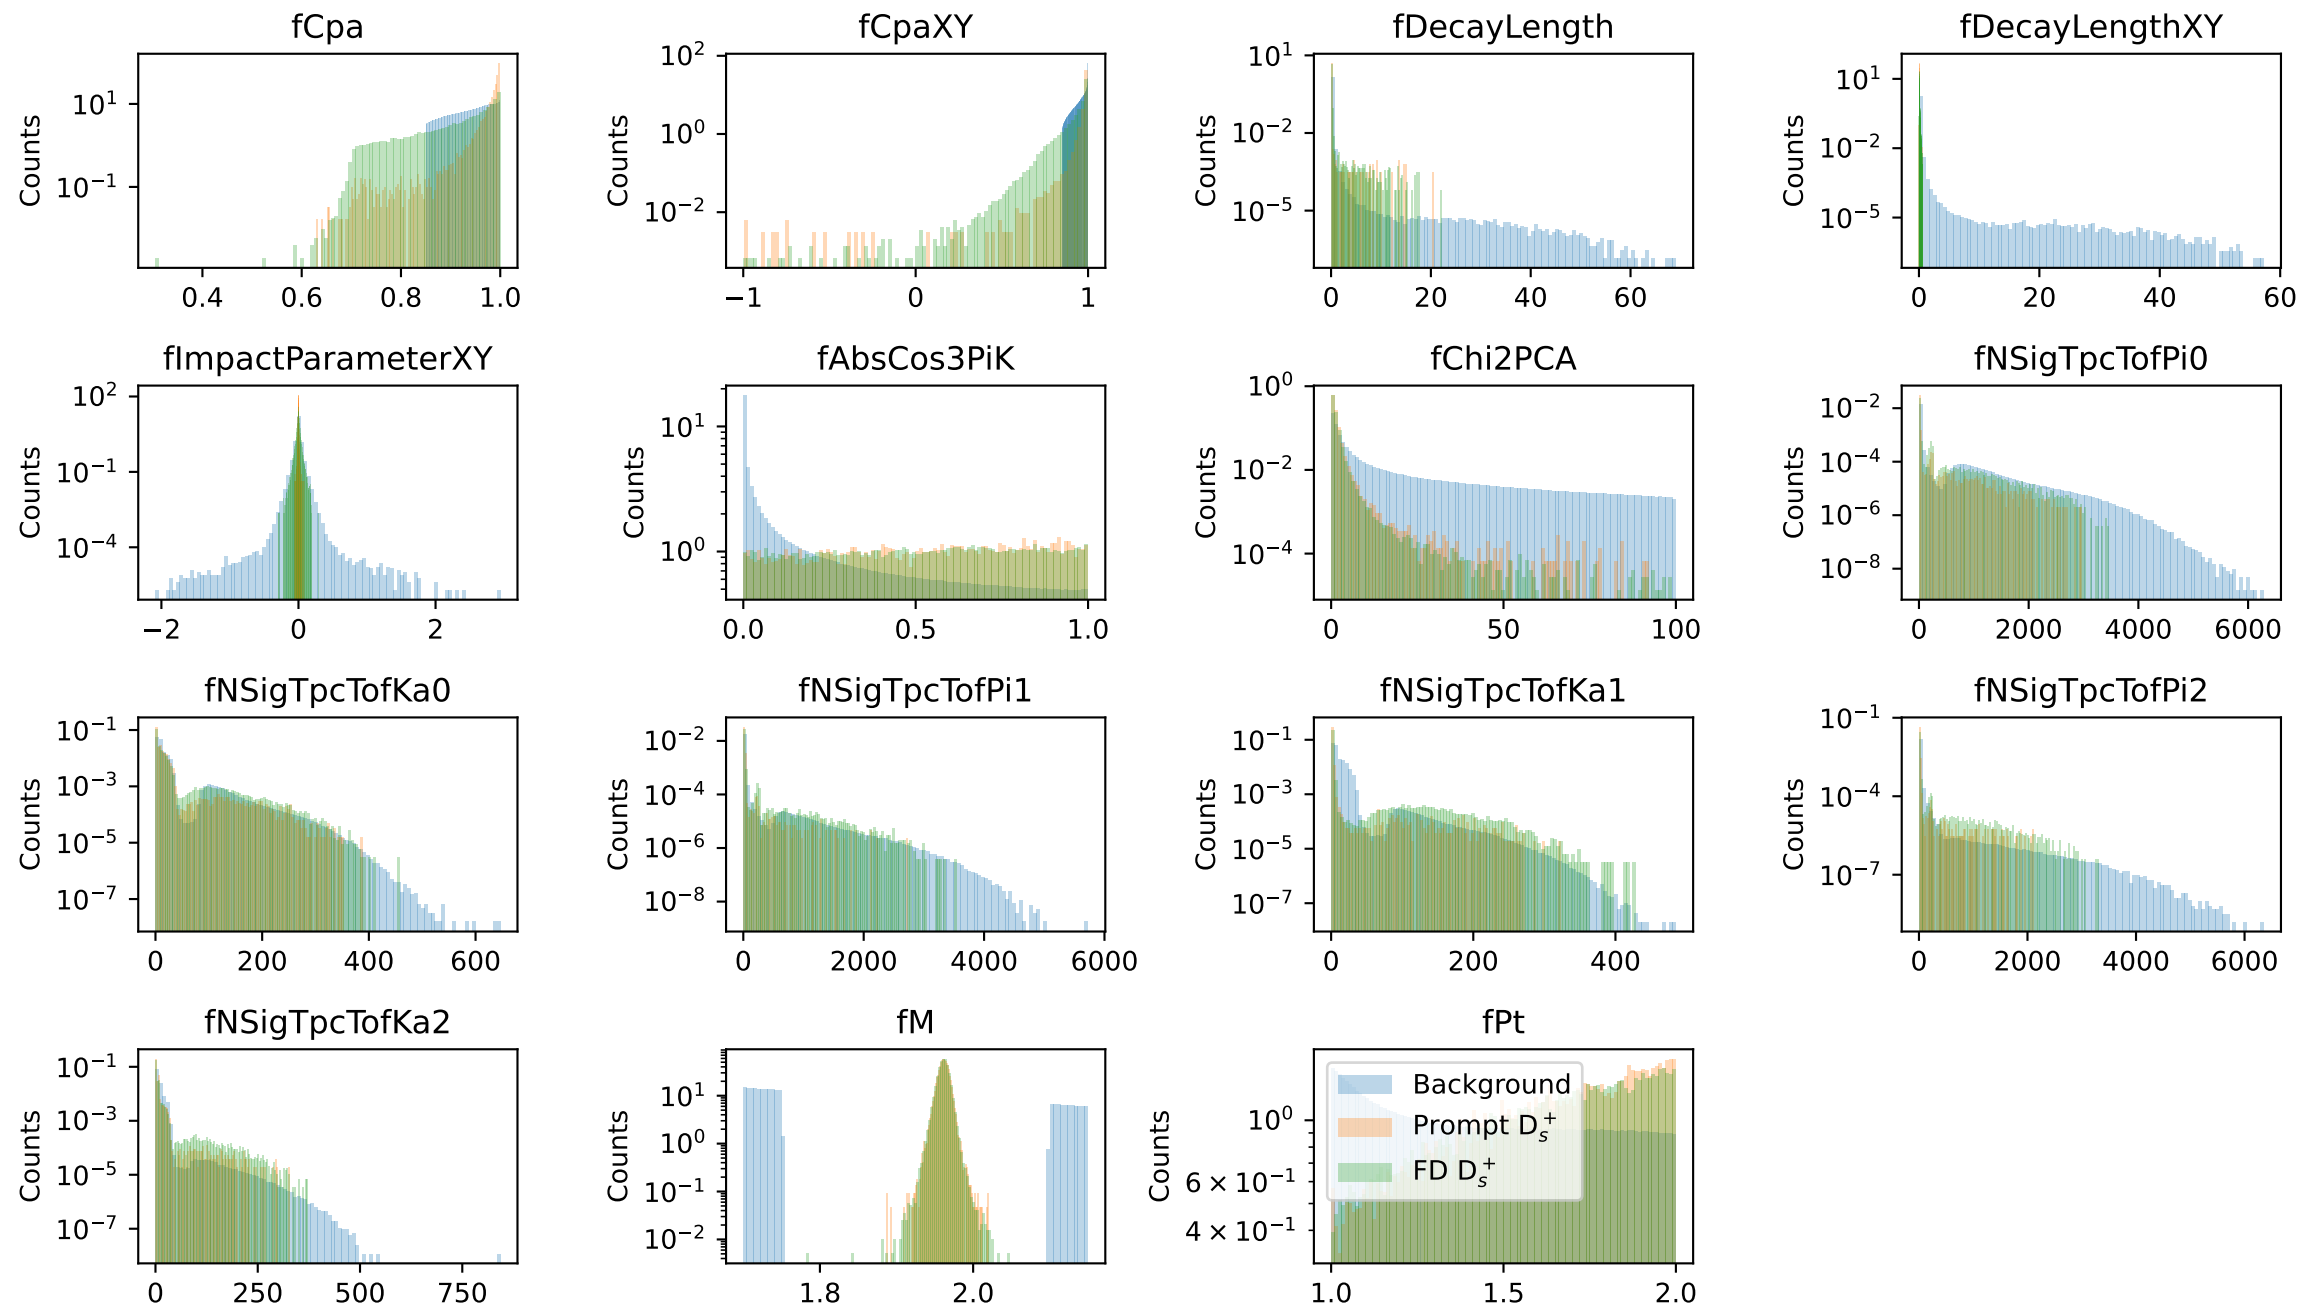 fCpa
fCpaXY
fDecayLength
fDecayLengthXY
Counts
10^1
10^-1
0.4 0.6 0.8 1.0
Counts
10^2
10^0
10^-2
−1 0 1
Counts
10^1
10^-2
10^-5
0 20 40 60
Counts
10^1
10^-2
10^-5
0 20 40 60
fImpactParameterXY
fAbsCos3PiK
fChi2PCA
fNSigTpcTofPi0
Counts
10^2
10^-1
10^-4
−2 0 2
Counts
10^1
10^0
0.0 0.5 1.0
Counts
10^0
10^-2
10^-4
0 50 100
Counts
10^-2
10^-4
10^-6
10^-8
0 2000 4000 6000
fNSigTpcTofKa0
fNSigTpcTofPi1
fNSigTpcTofKa1
fNSigTpcTofPi2
Counts
10^-1
10^-3
10^-5
10^-7
0 200 400 600
Counts
10^-2
10^-4
10^-6
10^-8
0 2000 4000 6000
Counts
10^-1
10^-3
10^-5
10^-7
0 200 400
Counts
10^-1
10^-4
10^-7
0 2000 4000 6000
fNSigTpcTofKa2
fM
fPt
Counts
10^-1
10^-3
10^-5
10^-7
0 250 500 750
Counts
10^1
10^0
10^-1
10^-2
1.8 2.0
Counts
10^0
6 × 10^-1
4 × 10^-1
1.0 1.5 2.0
Background
Prompt D_s^+
FD D_s^+